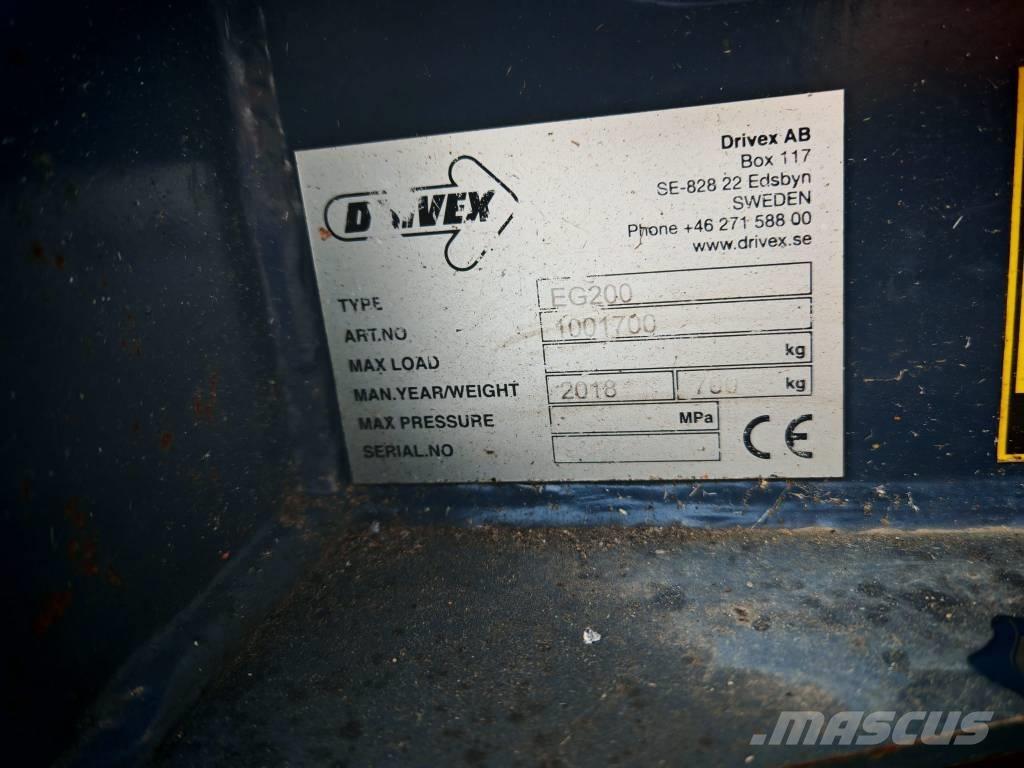 Drivex AB
Box 117
SE-828 22 Edsbyn
SWEDEN
Phone +46 271 588 00
www.drivex.se
TYPE EG200
ART.NO 1001700
MAX LOAD kg
MAN.YEAR/WEIGHT 2018 kg
MAX PRESSURE MPa
SERIAL.NO
CE
MASCUS